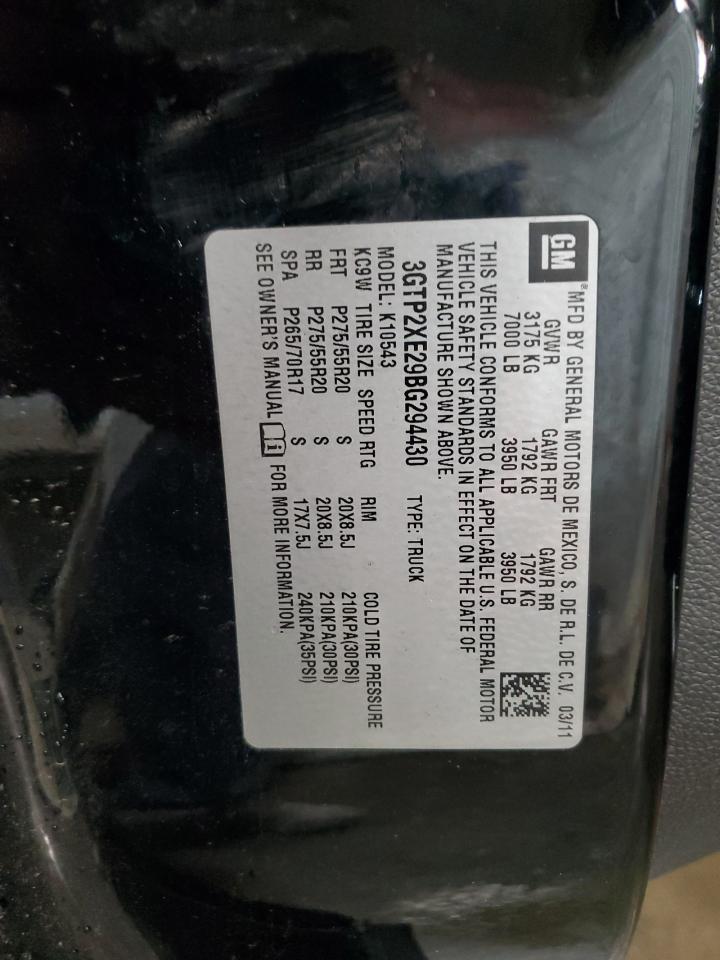 GM ®MFD BY GENERAL MOTORS DE MEXICO, S. DE R.L. DE C.V. 03/11
GVWR GAWR FRT GAWR RR
3175 KG 1792 KG 1792 KG
7000 LB 3950 LB 3950 LB
THIS VEHICLE CONFORMS TO ALL APPLICABLE U.S. FEDERAL MOTOR
VEHICLE SAFETY STANDARDS IN EFFECT ON THE DATE OF
MANUFACTURE SHOWN ABOVE.
3GTP2XE29BG294430 TYPE: TRUCK
MODEL: K10543
KC9W TIRE SIZE SPEED RTG RIM COLD TIRE PRESSURE
FRT P275/55R20 S 20X8.5J 210KPA(30PSI)
RR P275/55R20 S 20X8.5J 210KPA(30PSI)
SPA P265/70R17 S 17X7.5J 240KPA(35PSI)
SEE OWNER'S MANUAL i FOR MORE INFORMATION.